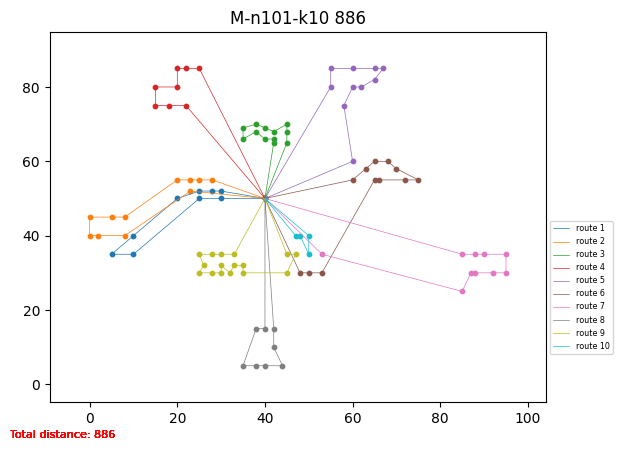 M-n101-k10 886
80
60
40
20
0
0 20 40 60 80 100
route 1
route 2
route 3
route 4
route 5
route 6
route 7
route 8
route 9
route 10
Total distance: 886